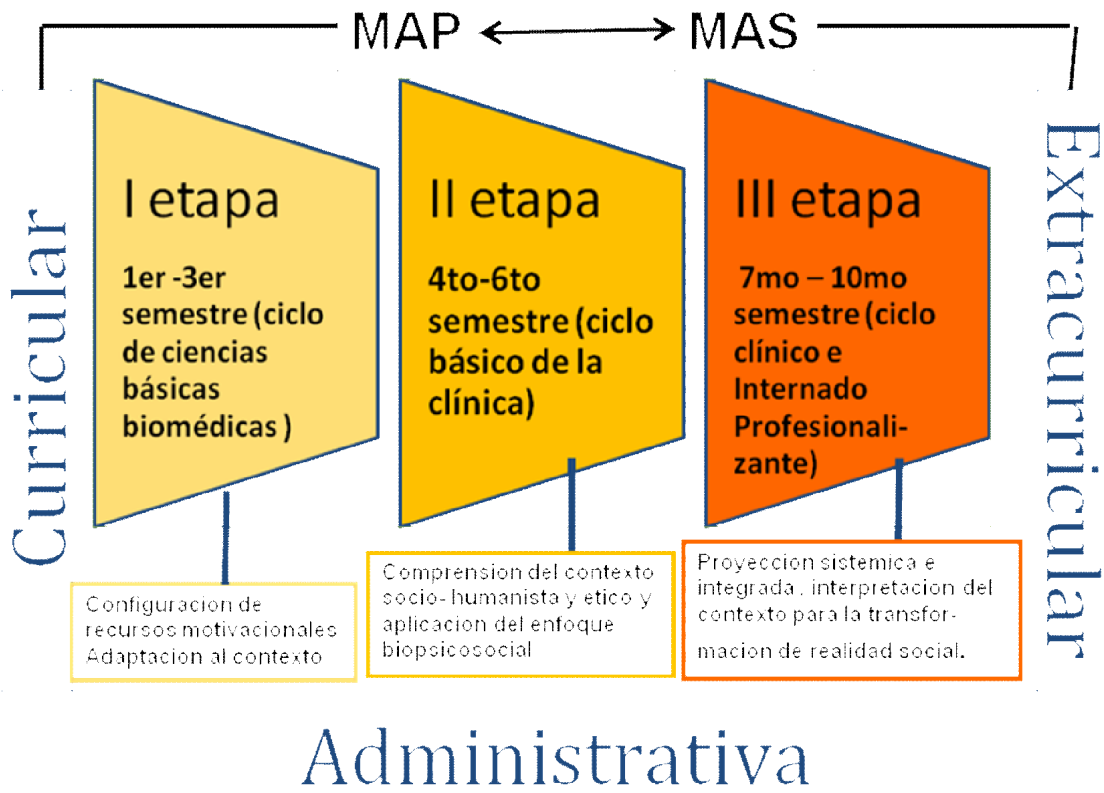 MAP MAS
Curricular
I etapa
1er -3er
semestre (ciclo
de ciencias
básicas
biomédicas )
Configuracion de
recursos motivacionales
Adaptacion al contexto
II etapa
4to-6to
semestre (ciclo
básico de la
clínica)
Comprension del contexto
socio- humanista y etico y
aplicacion del enfoque
biopsicosocial
III etapa
7mo – 10mo
semestre (ciclo
clínico e
Internado
Profesionali-
zante)
Proyeccion sistemica e
integrada , interpretacion del
contexto para la transfor-
macion de realidad social.
Extracurricular
Administrativa